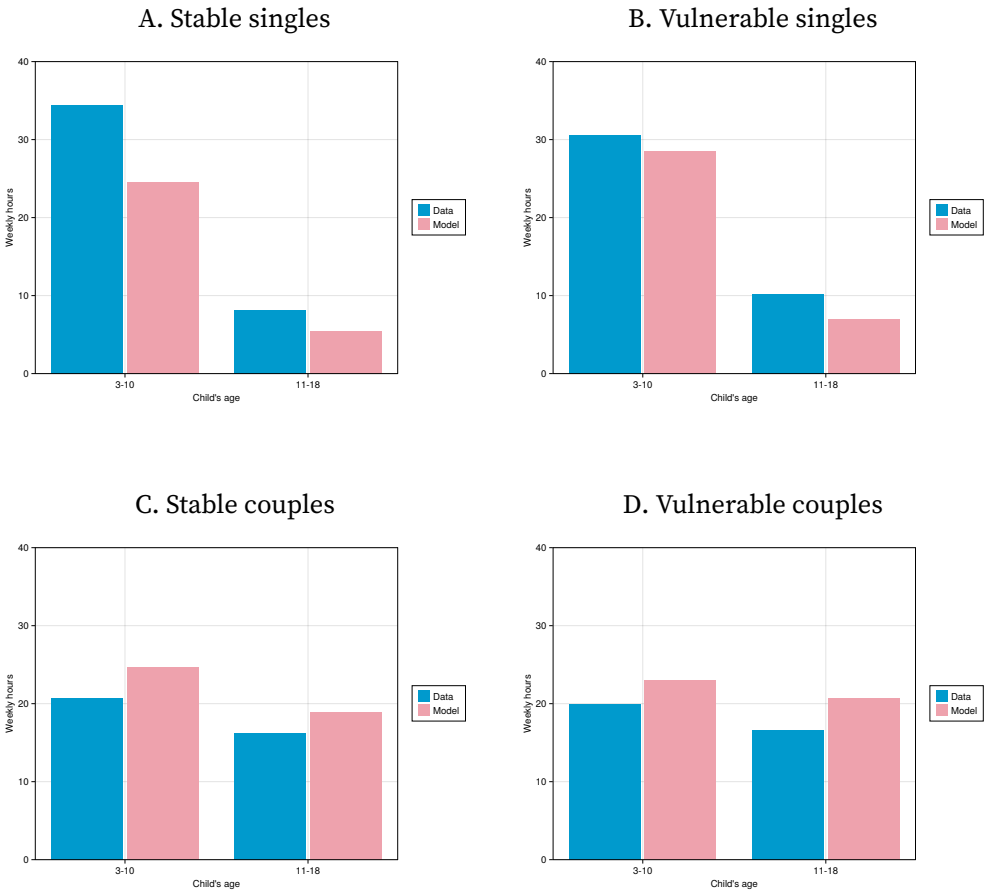 A. Stable singles
40
30
20
10
0
Weekly hours
3-10
11-18
Child's age
Data
Model
B. Vulnerable singles
40
30
20
10
0
Weekly hours
3-10
11-18
Child's age
Data
Model
C. Stable couples
40
30
20
10
0
Weekly hours
3-10
11-18
Child's age
Data
Model
D. Vulnerable couples
40
30
20
10
0
Weekly hours
3-10
11-18
Child's age
Data
Model